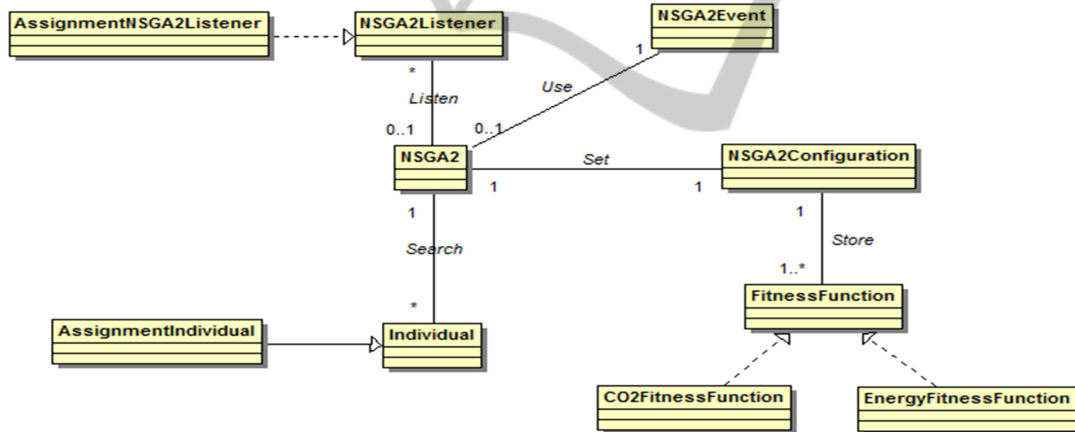 AssignmentNSGA2Listener
NSGA2Listener
NSGA2Event
*
1
Listen
Use
0..1
0..1
NSGA2
Set
NSGA2Configuration
1
1
1
1
Search
Store
*
1..*
FitnessFunction
AssignmentIndividual
Individual
CO2FitnessFunction
EnergyFitnessFunction